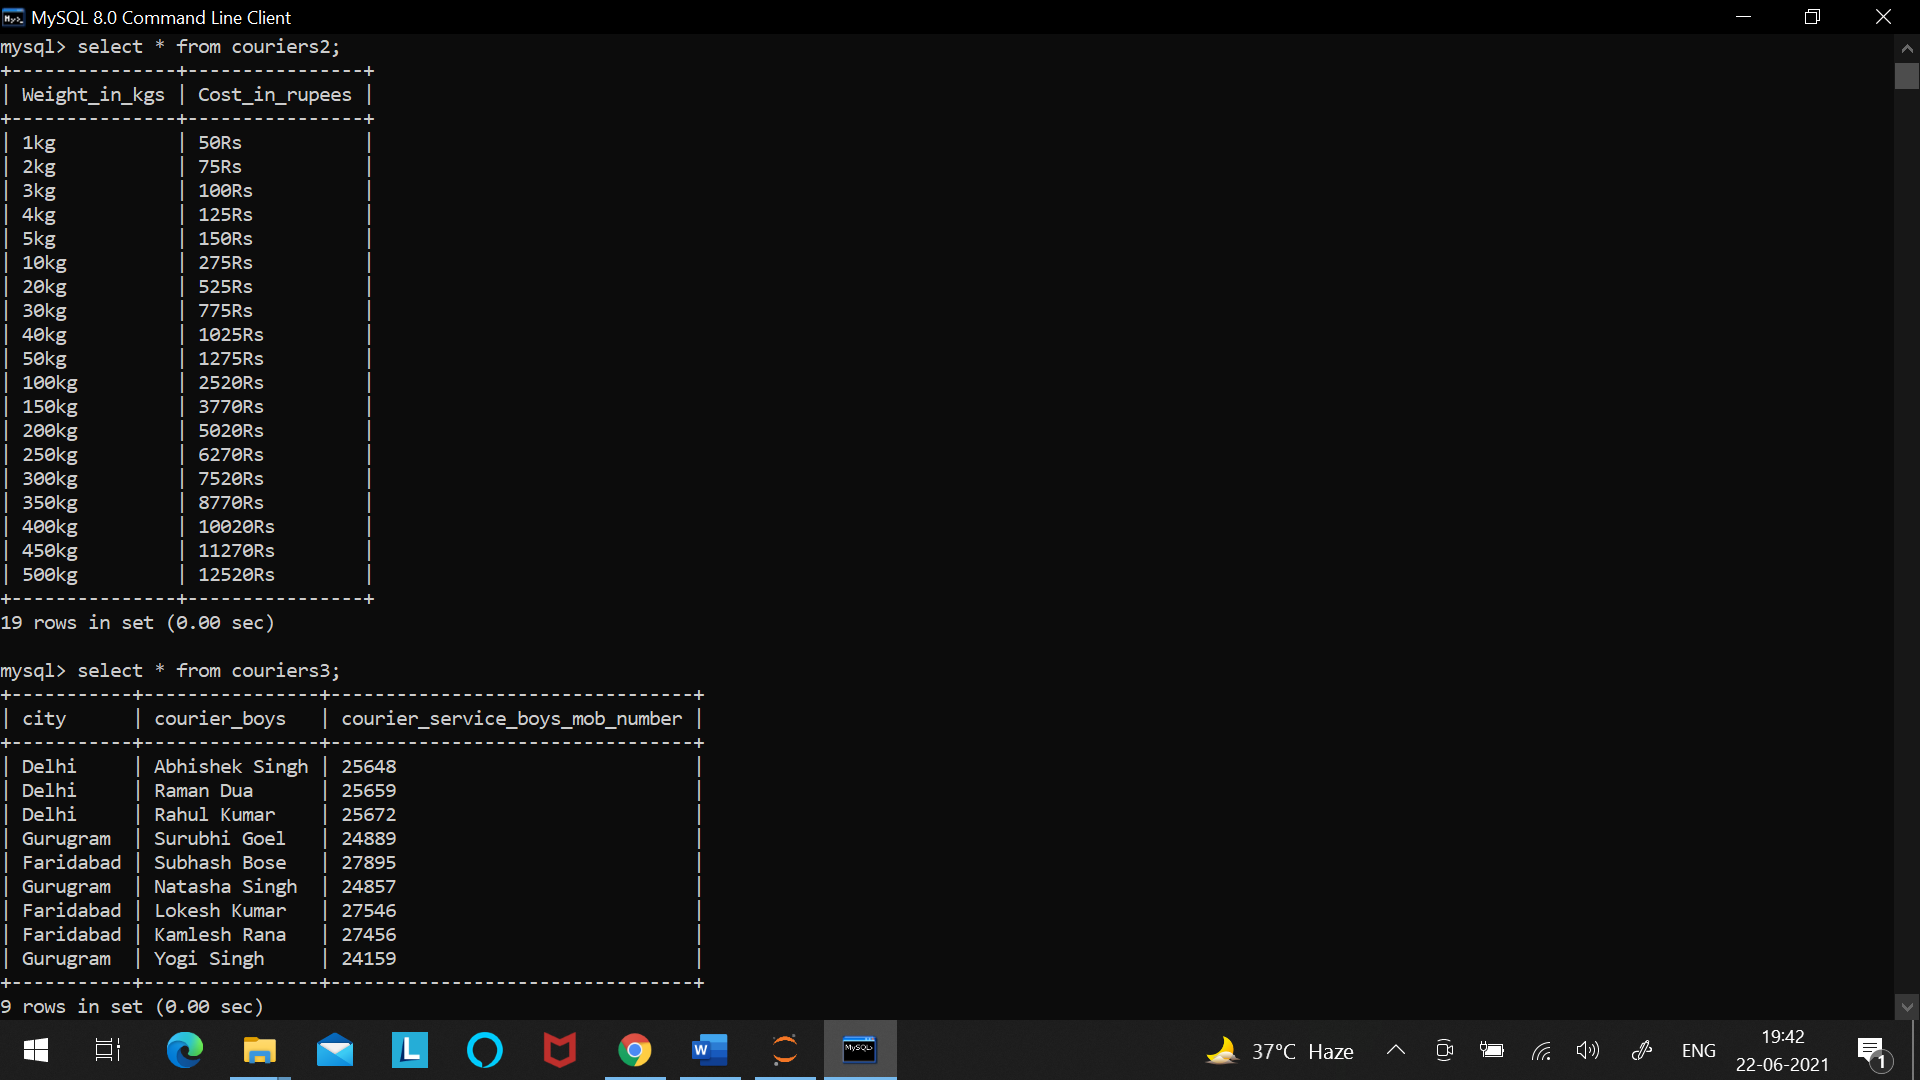 MySQL 8.0 Command Line Client
mysql> select * from couriers2;
+---------------+----------------+
| Weight_in_kgs | Cost_in_rupees |
+---------------+----------------+
| 1kg           | 50Rs           |
| 2kg           | 75Rs           |
| 3kg           | 100Rs          |
| 4kg           | 125Rs          |
| 5kg           | 150Rs          |
| 10kg          | 275Rs          |
| 20kg          | 525Rs          |
| 30kg          | 775Rs          |
| 40kg          | 1025Rs         |
| 50kg          | 1275Rs         |
| 100kg         | 2520Rs         |
| 150kg         | 3770Rs         |
| 200kg         | 5020Rs         |
| 250kg         | 6270Rs         |
| 300kg         | 7520Rs         |
| 350kg         | 8770Rs         |
| 400kg         | 10020Rs        |
| 450kg         | 11270Rs        |
| 500kg         | 12520Rs        |
+---------------+----------------+
19 rows in set (0.00 sec)
mysql> select * from couriers3;
+-----------+----------------+---------------------------------+
| city      | courier_boys   | courier_service_boys_mob_number |
+-----------+----------------+---------------------------------+
| Delhi     | Abhishek Singh | 25648                           |
| Delhi     | Raman Dua      | 25659                           |
| Delhi     | Rahul Kumar    | 25672                           |
| Gurugram  | Surubhi Goel   | 24889                           |
| Faridabad | Subhash Bose   | 27895                           |
| Gurugram  | Natasha Singh  | 24857                           |
| Faridabad | Lokesh Kumar   | 27546                           |
| Faridabad | Kamlesh Rana   | 27456                           |
| Gurugram  | Yogi Singh     | 24159                           |
+-----------+----------------+---------------------------------+
9 rows in set (0.00 sec)
L
W
MySQL
37°C Haze
ENG
19:42
22-06-2021
1